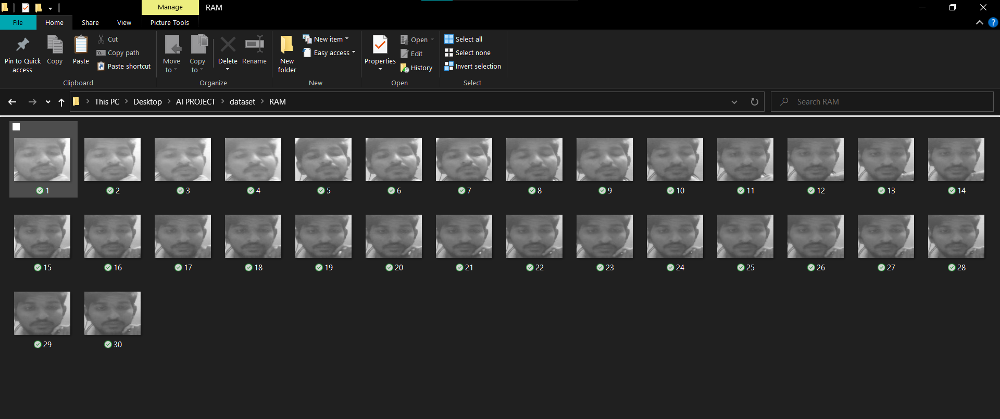 Manage RAM
File Home Share View Picture Tools
Pin to Quick access
Copy
Paste
Cut
Copy path
Paste shortcut
Clipboard
Move to
Copy to
Delete
Rename
Organize
New folder
New item
Easy access
New
Properties
Open
Edit
History
Open
Select all
Select none
Invert selection
Select
This PC Desktop AI PROJECT dataset RAM
Search RAM
1 2 3 4 5 6 7 8 9 10 11 12 13 14
15 16 17 18 19 20 21 22 23 24 25 26 27 28
29 30